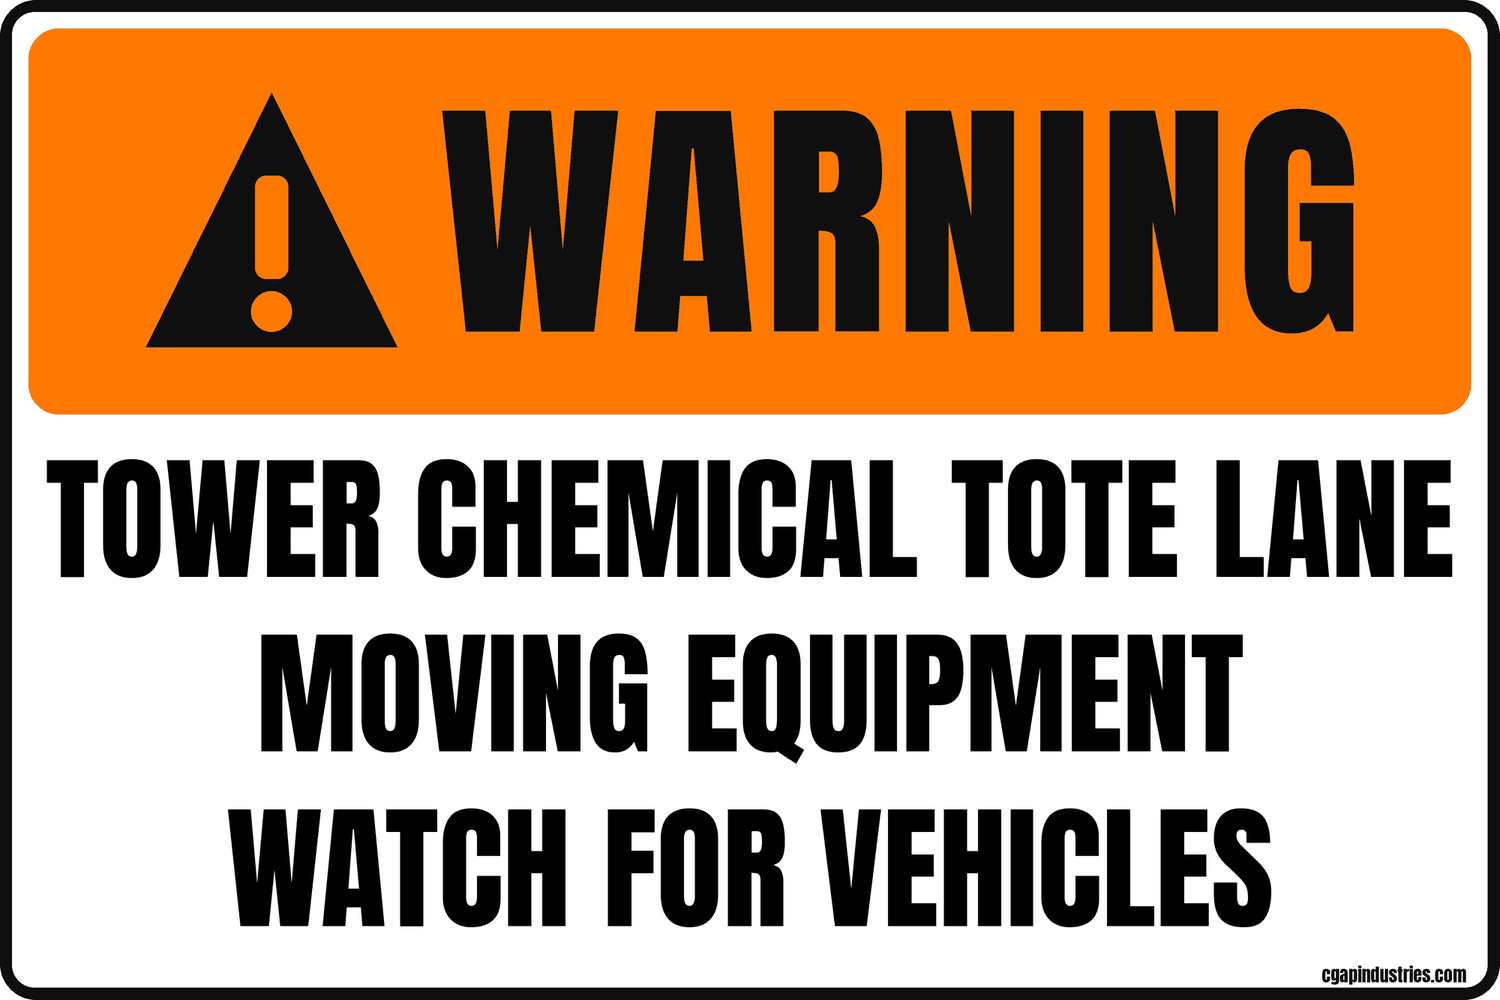 WARNING
TOWER CHEMICAL TOTE LANE
MOVING EQUIPMENT
WATCH FOR VEHICLES
cgapindustries.com